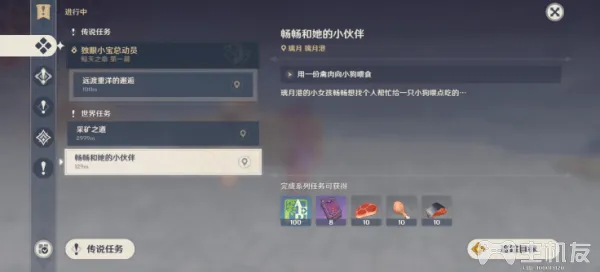 进行中
传说任务
独眼小宝总动员
远渡重洋的邂逅
世界任务
采矿之道
畅畅和她的小伙伴
传说任务
畅畅和她的小伙伴
璃月 璃月港
用一份禽肉向小狗喂食
璃月港的小女孩畅畅想找个人帮忙给一只小狗喂点吃的…
完成系列任务可获得
100
8
10
10
10